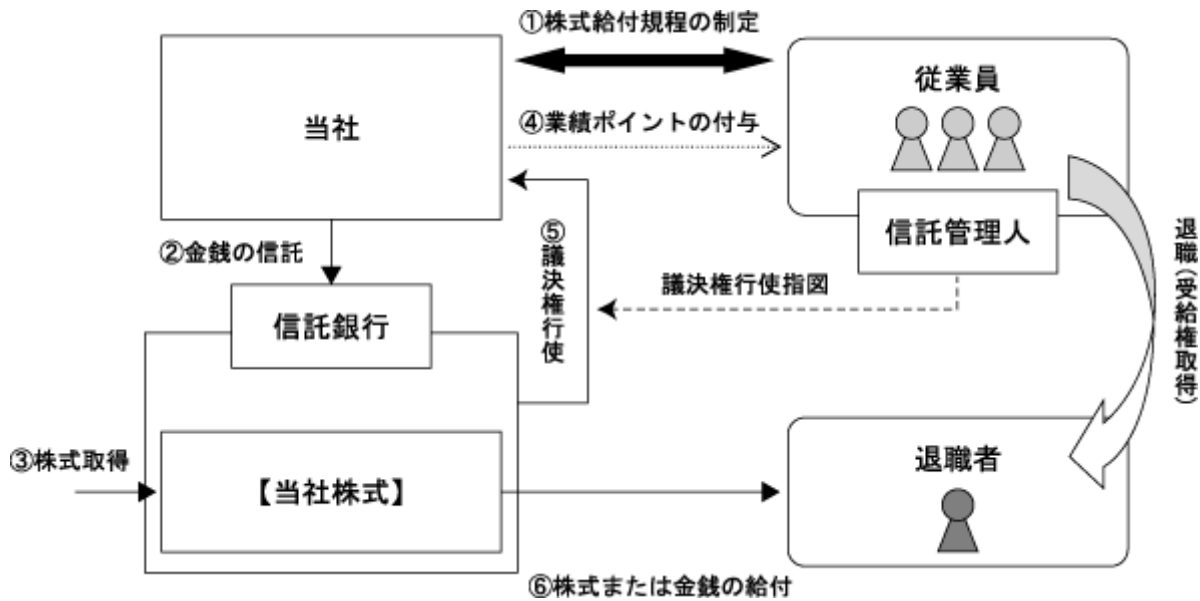 ①株式給付規程の制定
当社
従業員
④業績ポイントの付与
信託管理人
②金銭の信託
⑤議決権行使
議決権行使指図
退職(受給権取得)
信託銀行
③株式取得
【当社株式】
退職者
⑥株式または金銭の給付